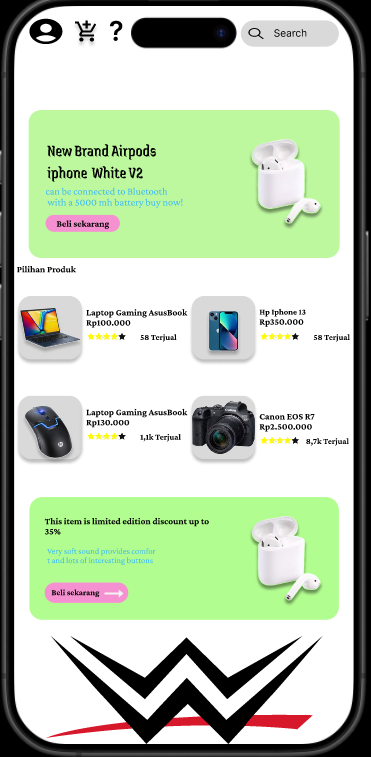 Search
New Brand Airpods
iphone White V2
can be connected to Bluetooth
with a 5000 mh battery buy now!
Beli sekarang
Pilihan Produk
Laptop Gaming AsusBook
Rp100.000
58 Terjual
Hp Iphone 13
Rp350.000
58 Terjual
Laptop Gaming AsusBook
Rp130.000
1,1k Terjual
Canon EOS R7
Rp2.500.000
8,7k Terjual
This item is limited edition discount up to
35%
Very soft sound provides comfor
t and lots of interesting buttons
Beli sekarang